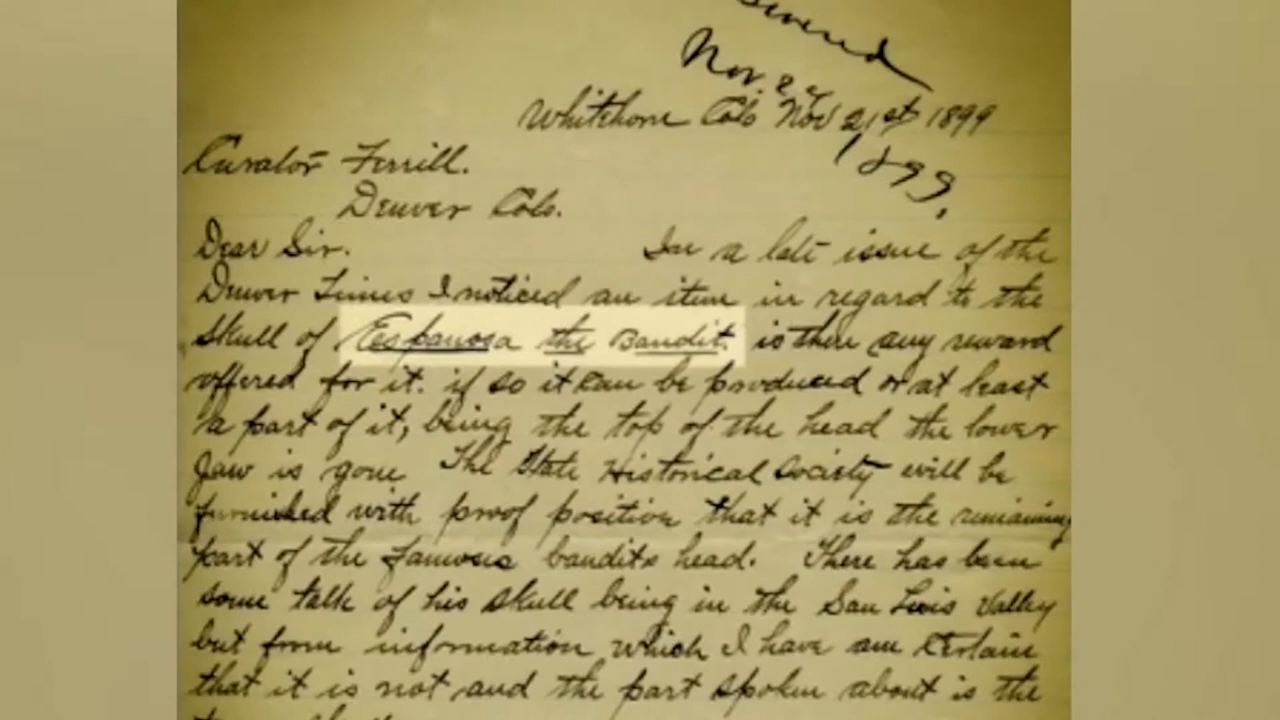 Nov. 22
Whitehorn Colo Nov 21st 1899
1899.
Curator Ferrill.
Denver Colo.
Dear Sir. In a late issue of the
Denver Times I noticed an item in regard to the
Skull of Espanosa the Bandit. is there any reward
offered for it. if so it can be produced or at least
a part of it, being the top of the head the lower
Jaw is gone The State Historical Society will be
furnished with proof position that it is the remaining
part of the famous bandits head. There has been
some talk of his skull being in the San Luis Valley
but from information which I have am certain
that it is not and the part spoken about is the